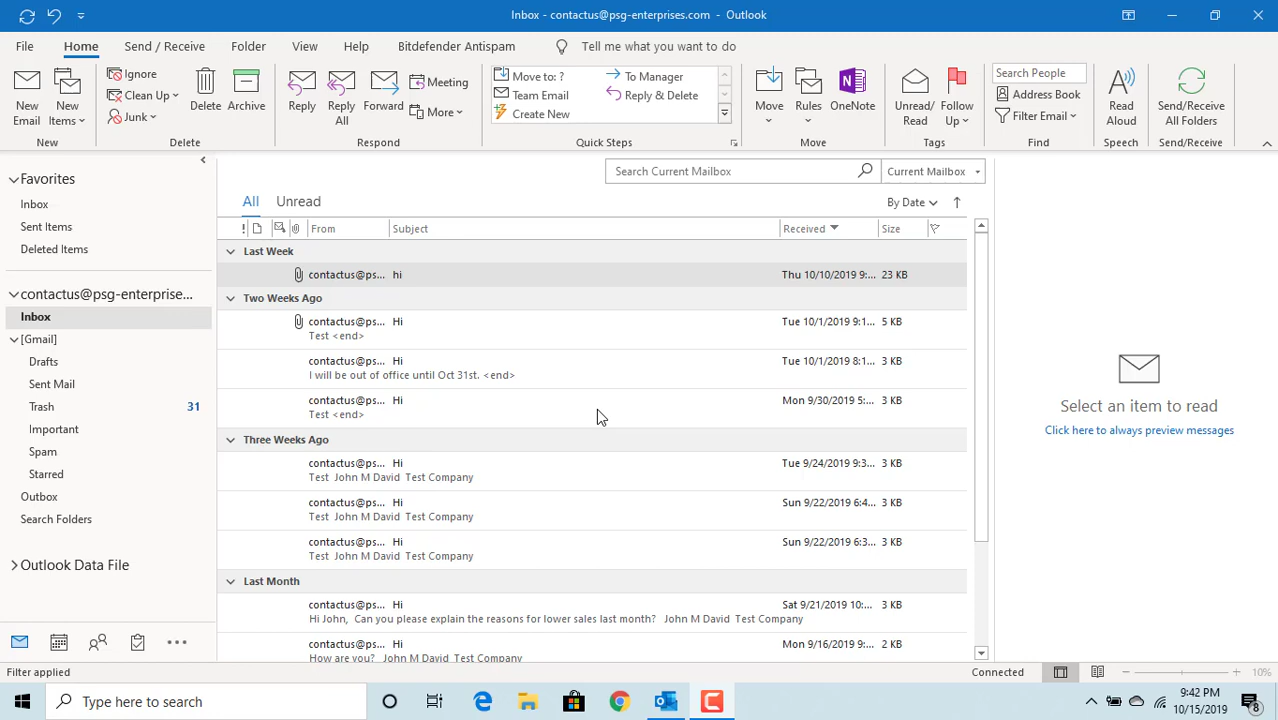 Inbox - contactus@psg-enterprises.com - Outlook
File Home Send / Receive Folder View Help Bitdefender Antispam Tell me what you want to do
New Email
New Items
New
Ignore
Clean Up
Junk
Delete
Archive
Delete
Reply
Reply All
Forward
Meeting
More
Respond
Move to: ?
Team Email
Create New
To Manager
Reply & Delete
Quick Steps
Move
Rules
OneNote
Move
Unread/ Read
Follow Up
Tags
Search People
Address Book
Filter Email
Find
Read Aloud
Speech
Send/Receive All Folders
Send/Receive
Favorites
Inbox
Sent Items
Deleted Items
contactus@psg-enterprise...
Inbox
[Gmail]
Drafts
Sent Mail
Trash 31
Important
Spam
Starred
Outbox
Search Folders
Outlook Data File
Search Current Mailbox Current Mailbox
All Unread By Date
! From Subject Received Size
Last Week
contactus@ps... hi Thu 10/10/2019 9:... 23 KB
Two Weeks Ago
contactus@ps... Hi Tue 10/1/2019 9:1... 5 KB
Test <end>
contactus@ps... Hi Tue 10/1/2019 8:1... 3 KB
I will be out of office until Oct 31st. <end>
contactus@ps... Hi Mon 9/30/2019 5:... 3 KB
Test <end>
Three Weeks Ago
contactus@ps... Hi Tue 9/24/2019 9:3... 3 KB
Test John M David Test Company
contactus@ps... Hi Sun 9/22/2019 6:4... 3 KB
Test John M David Test Company
contactus@ps... Hi Sun 9/22/2019 6:3... 3 KB
Test John M David Test Company
Last Month
contactus@ps... Hi Sat 9/21/2019 10:... 3 KB
Hi John, Can you please explain the reasons for lower sales last month? John M David Test Company
contactus@ps... Hi Mon 9/16/2019 9:... 2 KB
How are you? John M David Test Company
Select an item to read
Click here to always preview messages
Filter applied Connected 10%
Type here to search
9:42 PM
10/15/2019
8